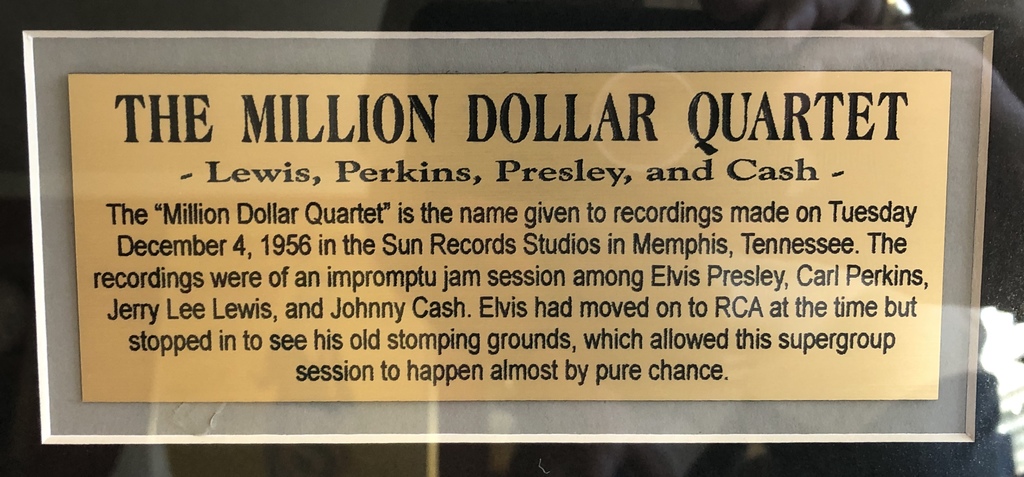 THE MILLION DOLLAR QUARTET
- Lewis, Perkins, Presley, and Cash -
The “Million Dollar Quartet” is the name given to recordings made on Tuesday
December 4, 1956 in the Sun Records Studios in Memphis, Tennessee. The
recordings were of an impromptu jam session among Elvis Presley, Carl Perkins,
Jerry Lee Lewis, and Johnny Cash. Elvis had moved on to RCA at the time but
stopped in to see his old stomping grounds, which allowed this supergroup
session to happen almost by pure chance.